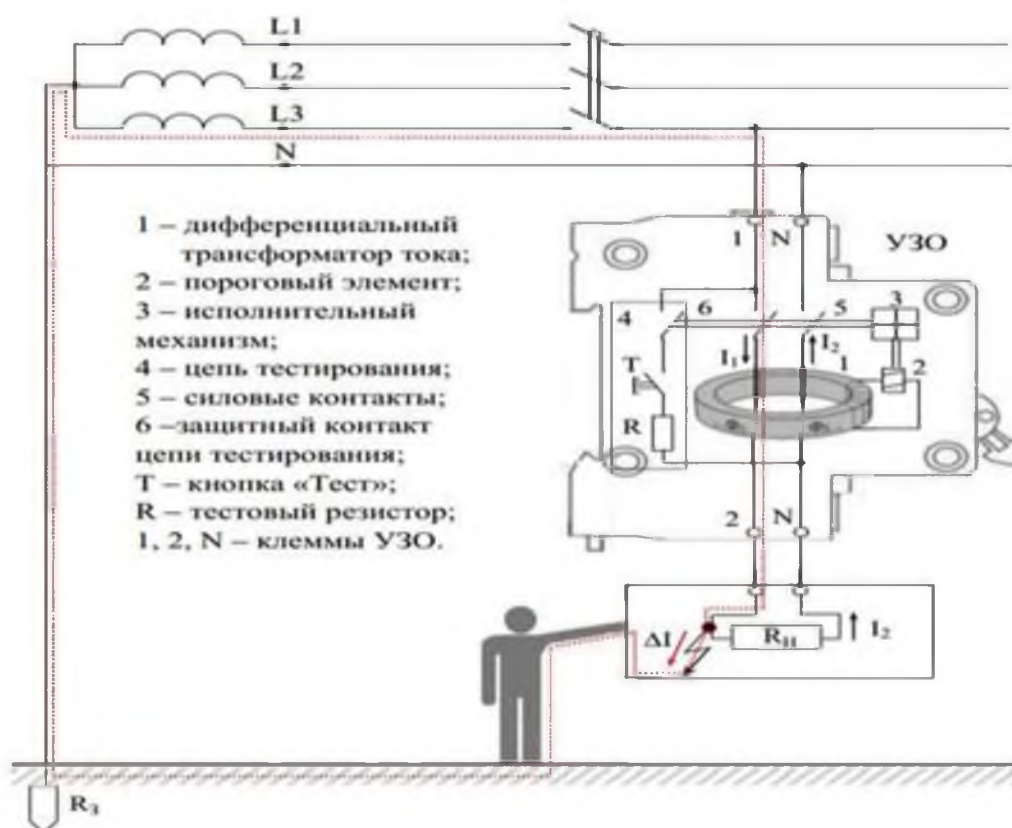 L1
L2
L3
N
1 – дифференциальный
трансформатор тока;
2 – пороговый элемент;
3 – исполнительный
механизм;
4 – цепь тестирования;
5 – силовые контакты;
6 –защитный контакт
цепи тестирования;
Т – кнопка «Тест»;
R – тестовый резистор;
1, 2, N – клеммы УЗО.
1 N
УЗО
4 6 5 3
I1 I2
T 1 2
R
2 N
ΔI Rн I2
Rз